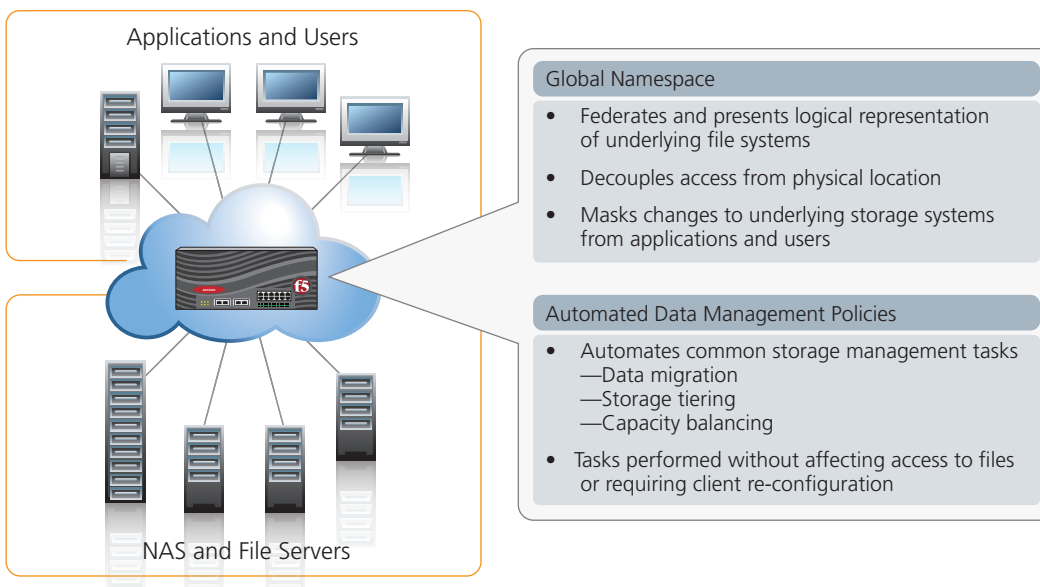 Applications and Users
f5
NAS and File Servers
Global Namespace
• Federates and presents logical representation
of underlying file systems
• Decouples access from physical location
• Masks changes to underlying storage systems
from applications and users
Automated Data Management Policies
• Automates common storage management tasks
—Data migration
—Storage tiering
—Capacity balancing
• Tasks performed without affecting access to files
or requiring client re-configuration